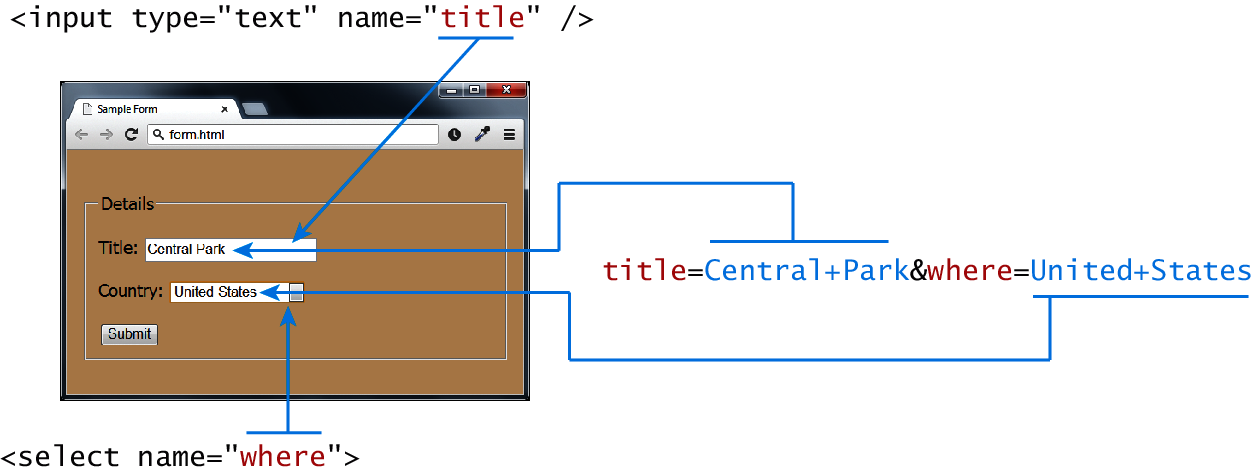 <input type="text" name="title" />
Sample Form
form.html
Details
Title: Central Park
title=Central+Park&where=United+States
Country: United States
Submit
<select name="where">